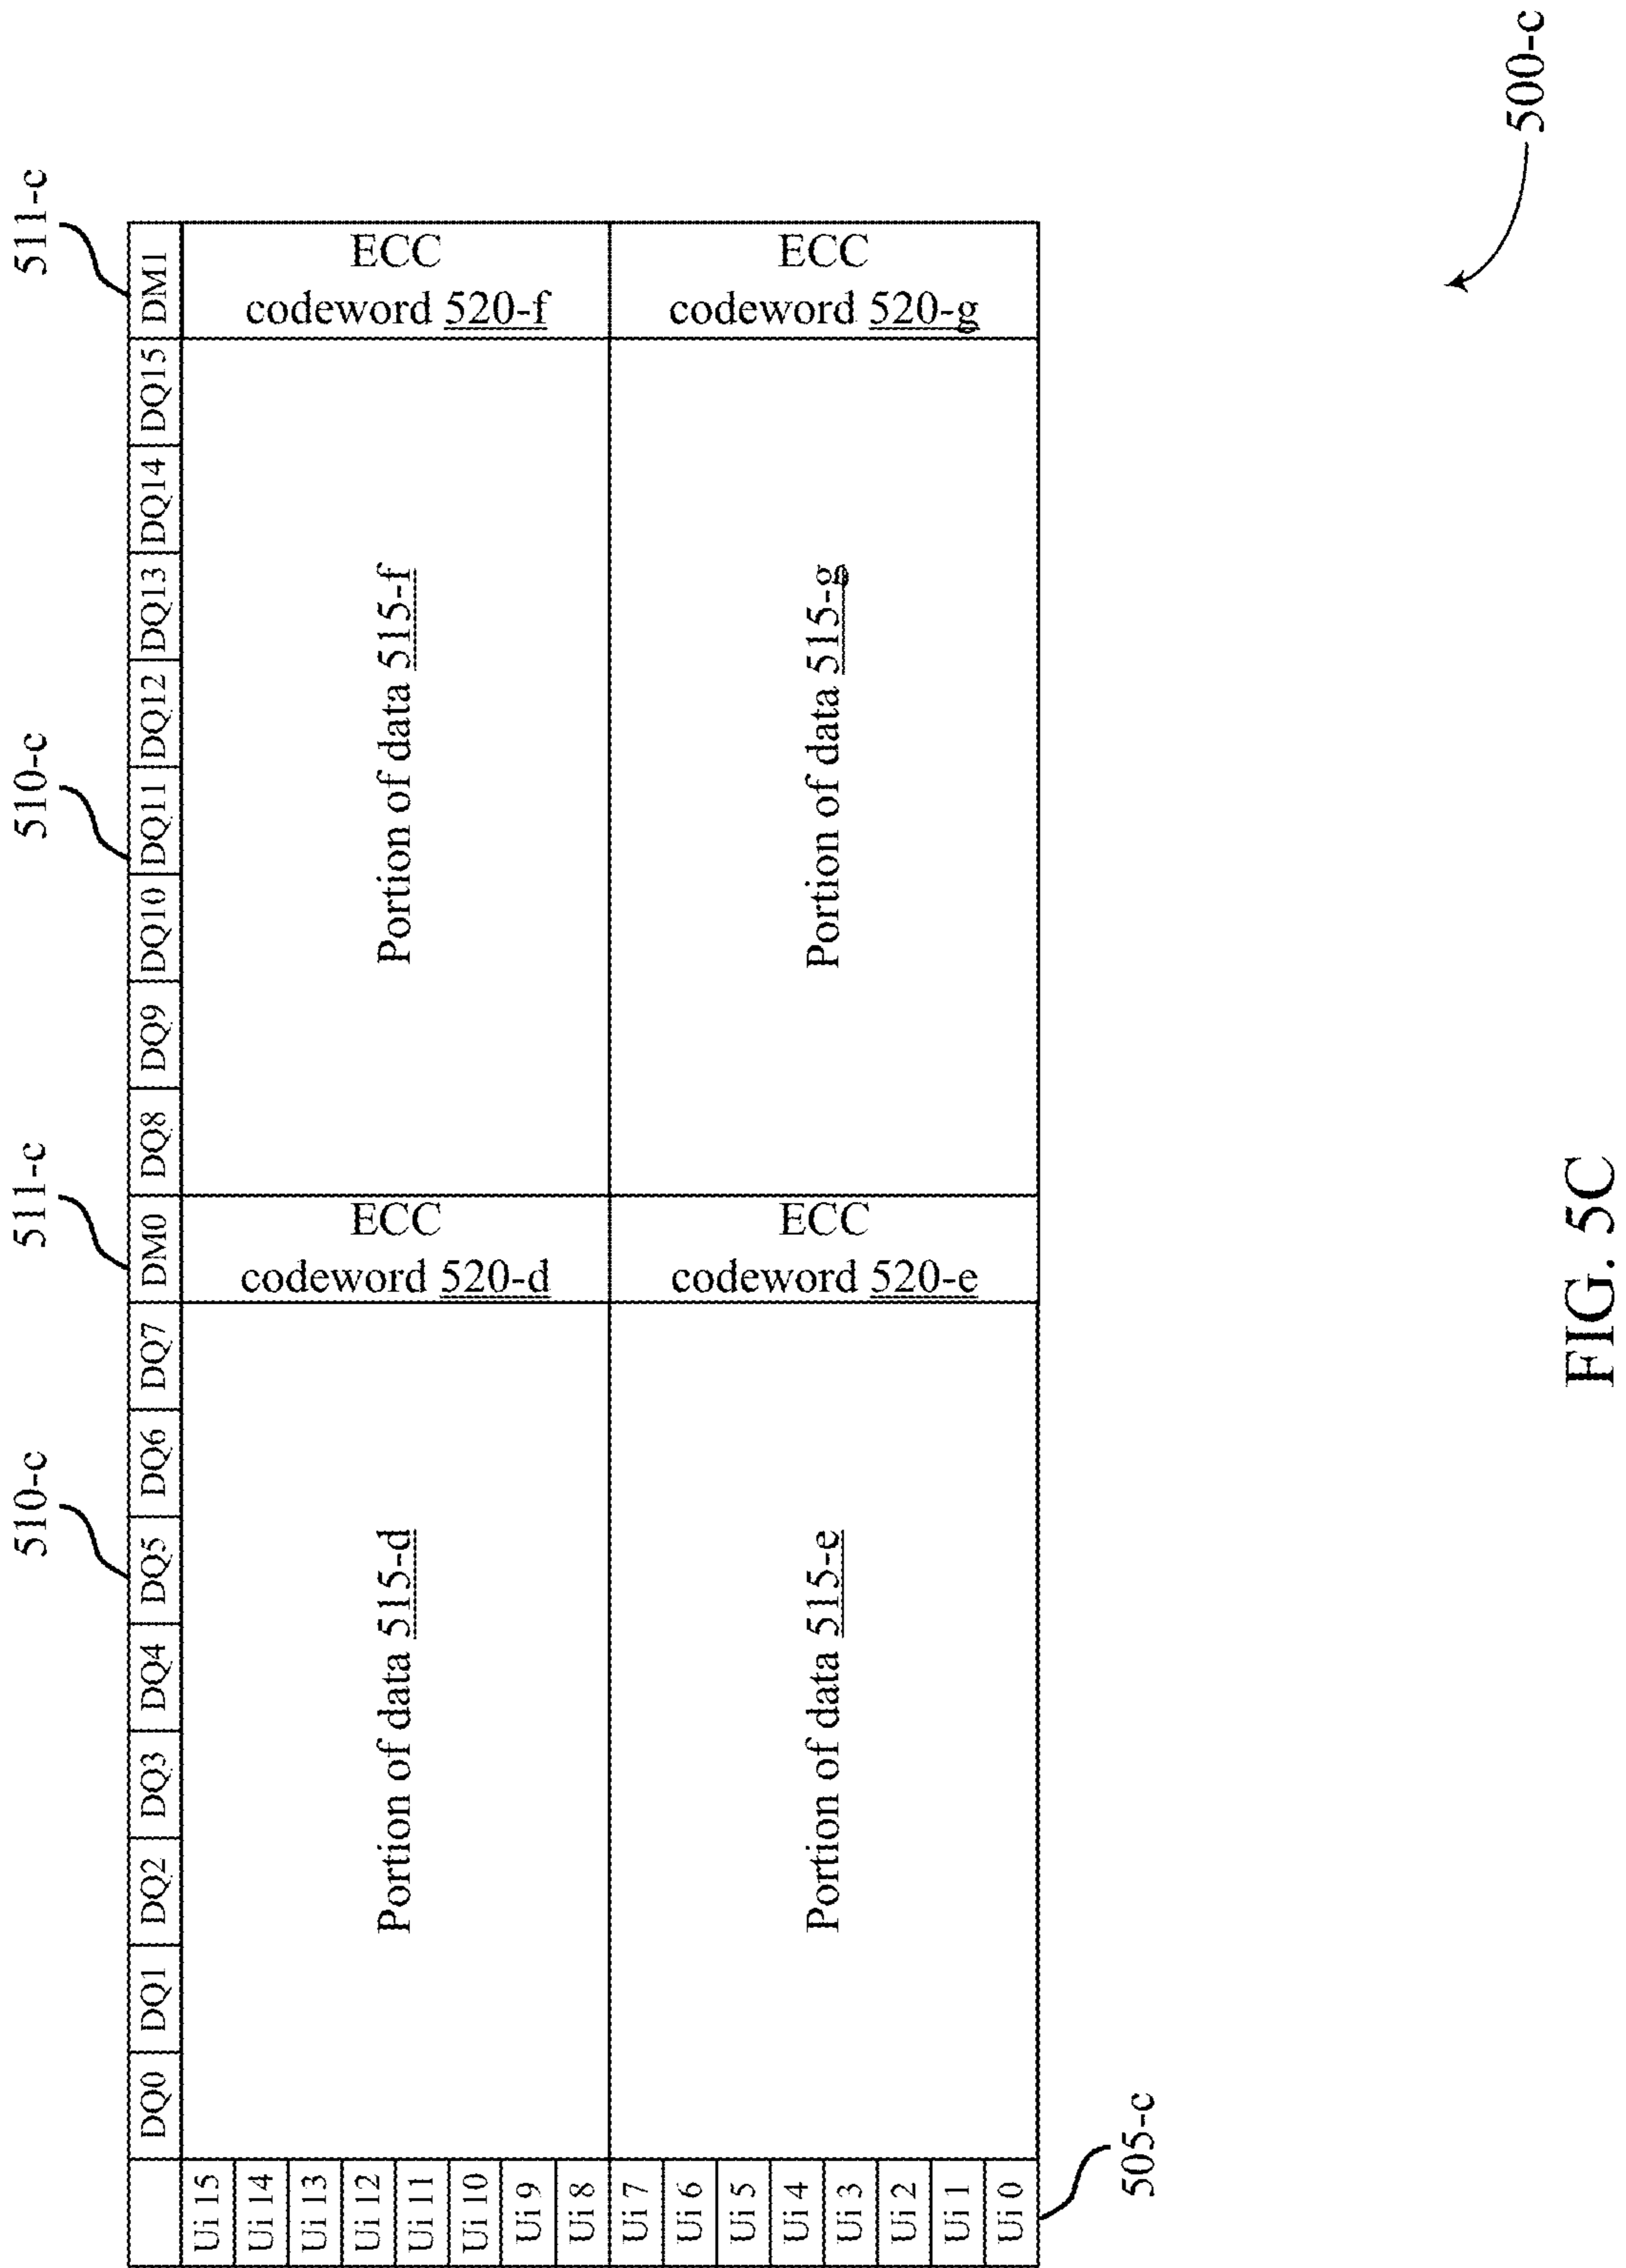 510-c 511-c 510-c 511-c
DQ0 DQ1 DQ2 DQ3 DQ4 DQ5 DQ6 DQ7 DM0 DQ8 DQ9 DQ10 DQ11 DQ12 DQ13 DQ14 DQ15 DM1
Ui 15
Ui 14
Ui 13
Ui 12
Ui 11
Ui 10
Ui 9
Ui 8
Portion of data 515-d
ECC
codeword 520-d
Portion of data 515-f
ECC
codeword 520-f
Ui 7
Ui 6
Ui 5
Ui 4
Ui 3
Ui 2
Ui 1
Ui 0
Portion of data 515-e
ECC
codeword 520-e
Portion of data 515-g
ECC
codeword 520-g
505-c
500-c
FIG. 5C